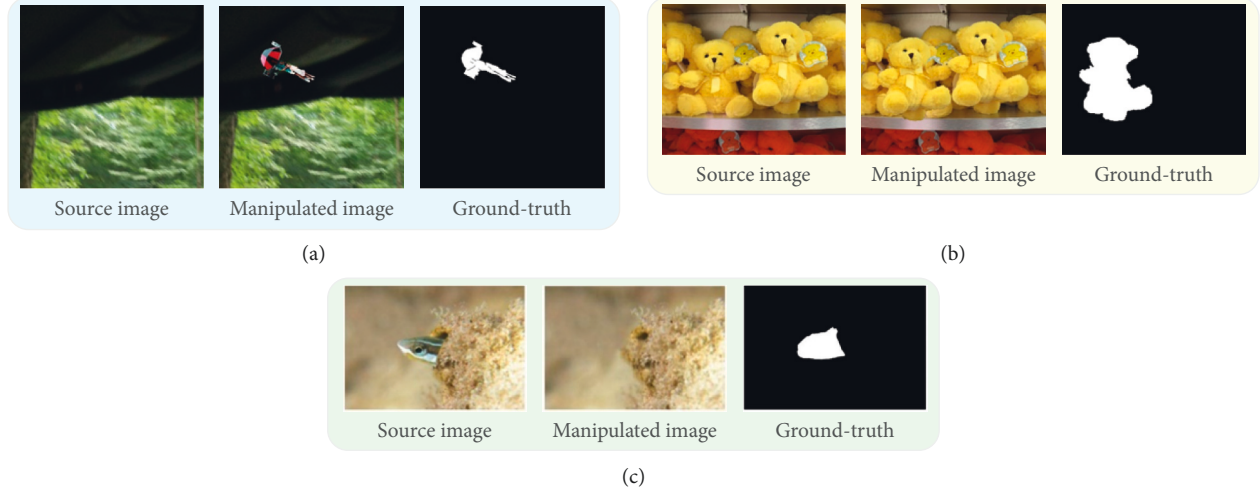 Source image
Manipulated image
Ground-truth
(a)
Source image
Manipulated image
Ground-truth
(b)
Source image
Manipulated image
Ground-truth
(c)